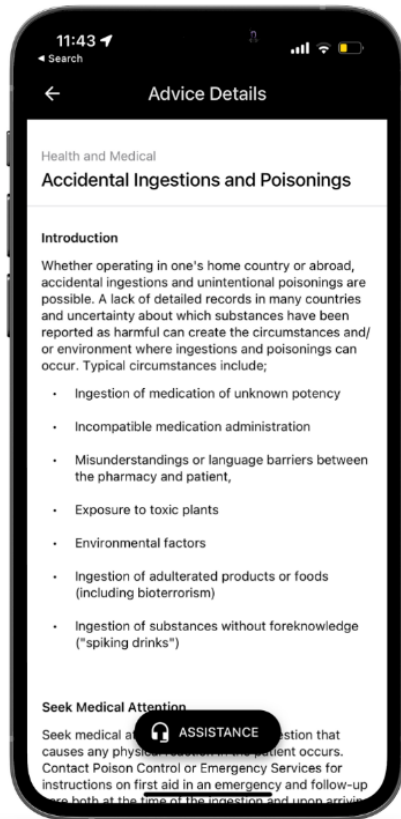 11:43
◄ Search
Advice Details
Health and Medical
Accidental Ingestions and Poisonings
Introduction
Whether operating in one's home country or abroad,
accidental ingestions and unintentional poisonings are
possible. A lack of detailed records in many countries
and uncertainty about which substances have been
reported as harmful can create the circumstances and/
or environment where ingestions and poisonings can
occur. Typical circumstances include;
• Ingestion of medication of unknown potency
• Incompatible medication administration
• Misunderstandings or language barriers between
the pharmacy and patient,
• Exposure to toxic plants
• Environmental factors
• Ingestion of adulterated products or foods
(including bioterrorism)
• Ingestion of substances without foreknowledge
("spiking drinks")
Seek Medical Attention
Seek medical
ASSISTANCE
that
causes any patient occurs.
Contact Poison Control or Emergency Services for
instructions on first aid in an emergency and follow-up
care both at the time of the ingestion and upon